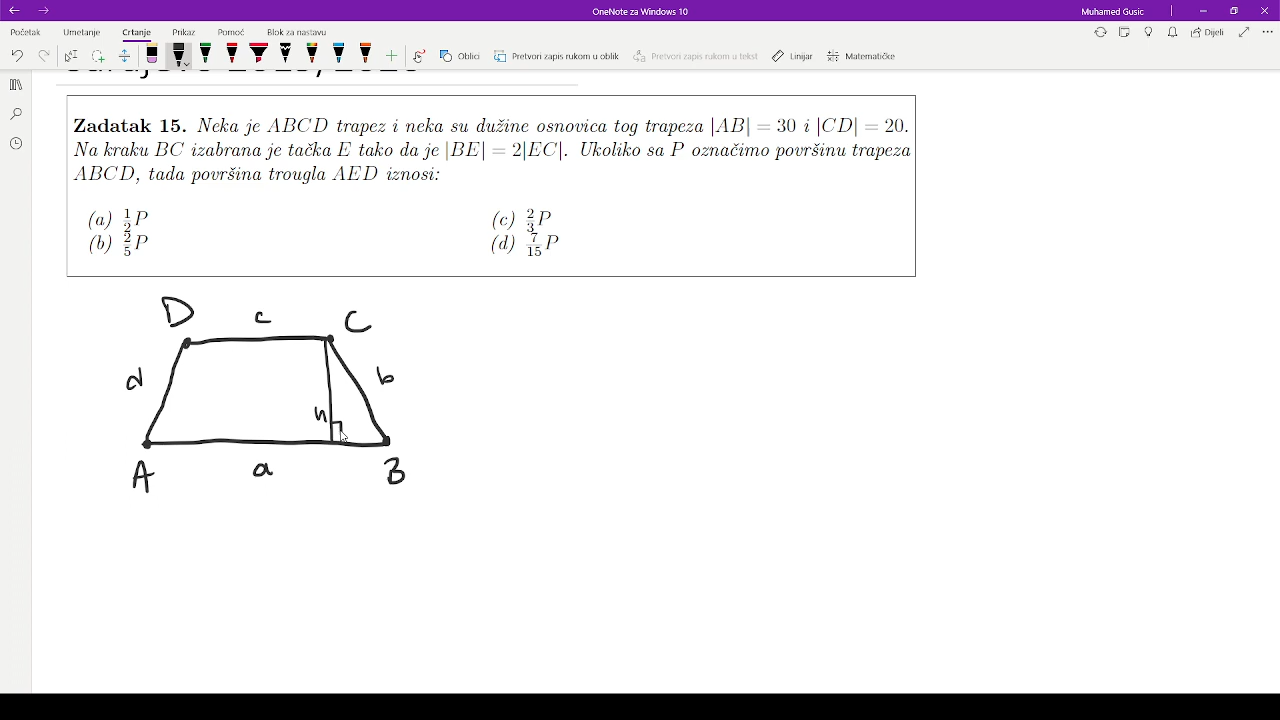 OneNote za Windows 10
Muhamed Gusic
Početak Umetanje Crtanje Prikaz Pomoć Blok za nastavu
Dijeli
Oblici Pretvori zapis rukom u oblik Pretvori zapis rukom u tekst Linijar Matematičke
Zadatak 15. Neka je ABCD trapez i neka su dužine osnovica tog trapeza |AB| = 30 i |CD| = 20.
Na kraku BC izabrana je tačka E tako da je |BE| = 2|EC|. Ukoliko sa P označimo površinu trapeza
ABCD, tada površina trougla AED iznosi:
(a) 1/2 P (c) 2/3 P
(b) 2/5 P (d) 7/15 P
D c C
d b
h
A a B